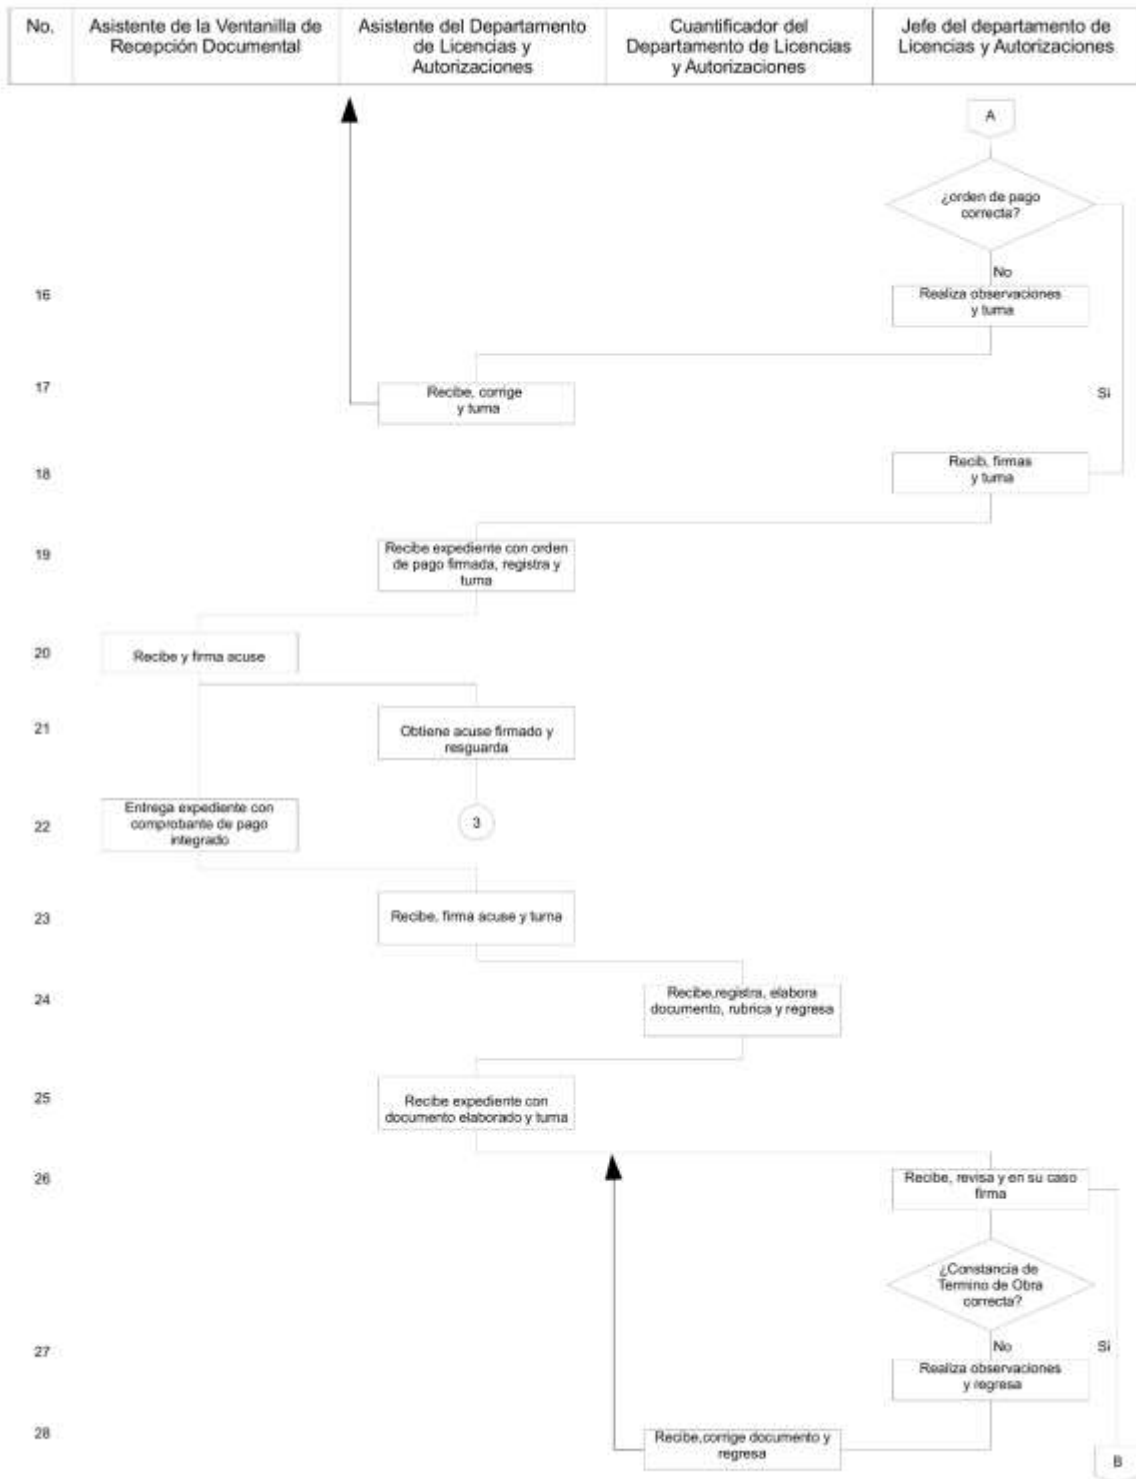 No.
Asistente de la Ventanilla de
Recepción Documental
Asistente del Departamento
de Licencias y
Autorizaciones
Cuantificador del
Departamento de Licencias
y Autorizaciones
Jefe del departamento de
Licencias y Autorizaciones
A
¿orden de pago
correcta?
No
16
Realiza observaciones
y turna
17
Recibe, corrige
y turna
Si
18
Recib, firmas
y turna
19
Recibe expediente con orden
de pago firmada, registra y
turna
20
Recibe y firma acuse
21
Obtiene acuse firmado y
resguarda
22
Entrega expediente con
comprobante de pago
integrado
3
23
Recibe, firma acuse y turna
24
Recibe,registra, elabora
documento, rubrica y regresa
25
Recibe expediente con
documento elaborado y turna
26
Recibe, revisa y en su caso
firma
¿Constancia de
Termino de Obra
correcta?
No
Si
27
Realiza observaciones
y regresa
28
Recibe,corrige documento y
regresa
B